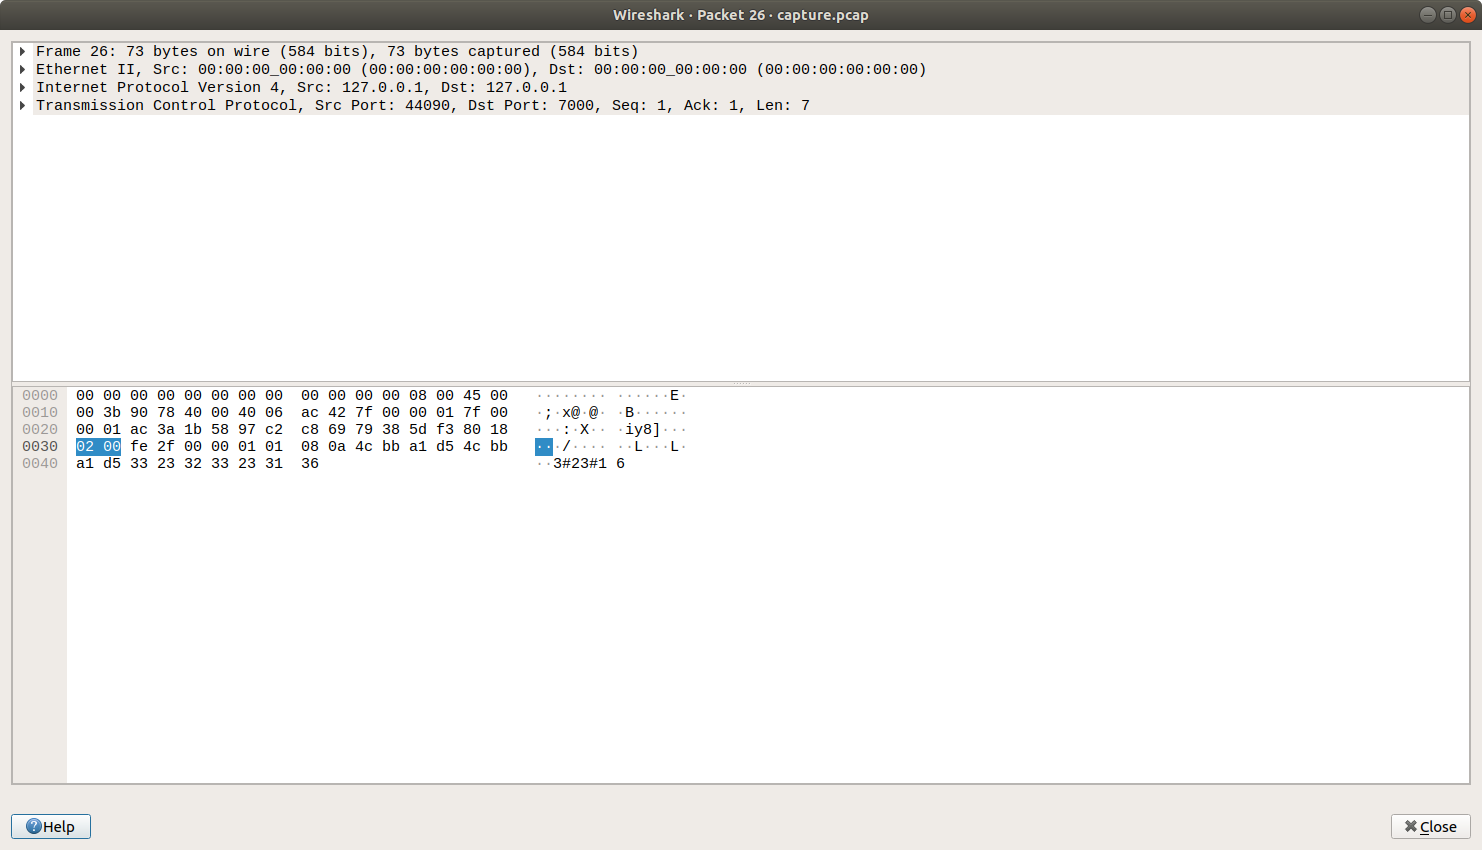 Wireshark · Packet 26 · capture.pcap
Frame 26: 73 bytes on wire (584 bits), 73 bytes captured (584 bits)
Ethernet II, Src: 00:00:00_00:00:00 (00:00:00:00:00:00), Dst: 00:00:00_00:00:00 (00:00:00:00:00:00)
Internet Protocol Version 4, Src: 127.0.0.1, Dst: 127.0.0.1
Transmission Control Protocol, Src Port: 44090, Dst Port: 7000, Seq: 1, Ack: 1, Len: 7
0000 00 00 00 00 00 00 00 00 00 00 00 00 08 00 45 00 ········ ······E·
0010 00 3b 90 78 40 00 40 06 ac 42 7f 00 00 01 7f 00 ·;·x@·@· ·B······
0020 00 01 ac 3a 1b 58 97 c2 c8 69 79 38 5d f3 80 18 ···:·X·· ·iy8]···
0030 02 00 fe 2f 00 00 01 01 08 0a 4c bb a1 d5 4c bb ···/···· ··L···L·
0040 a1 d5 33 23 32 33 23 31 36 ··3#23#1 6
Help
Close